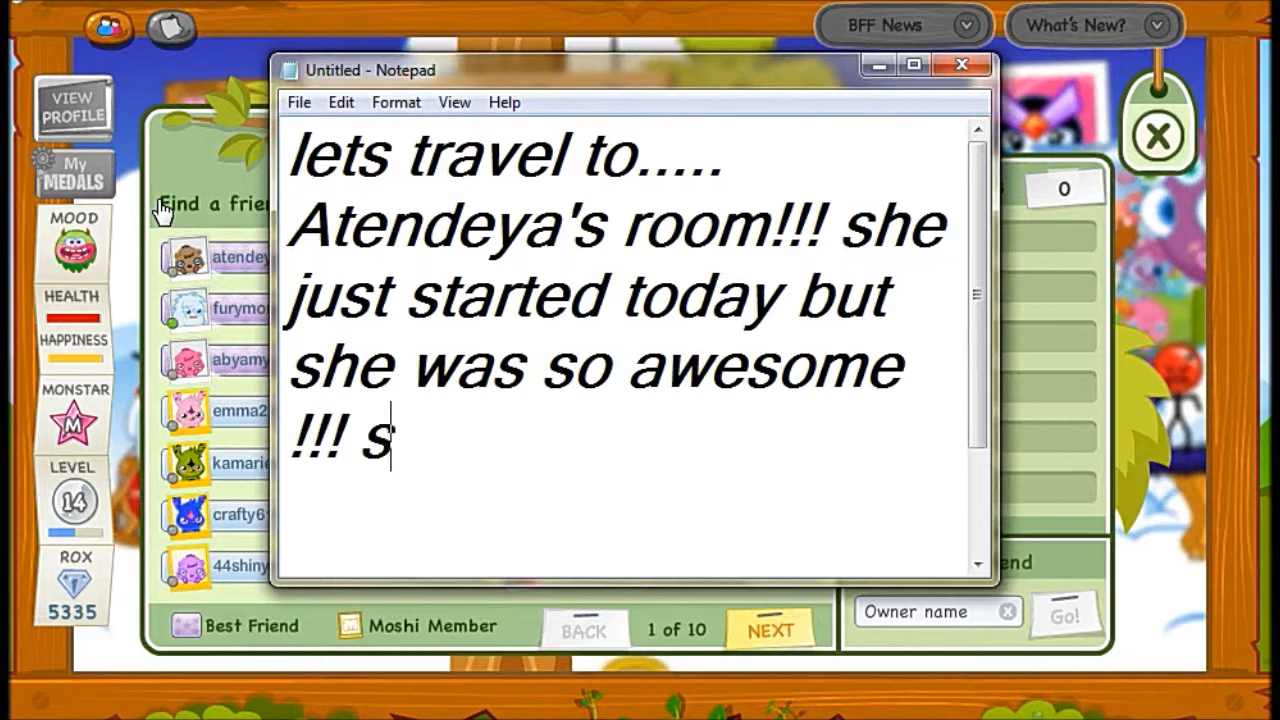 BFF News
What's New?
VIEW
PROFILE
My
MEDALS
MOOD
HEALTH
HAPPINESS
MONSTAR
M
LEVEL
14
ROX
5335
Untitled - Notepad
File Edit Format View Help
lets travel to.....
Atendeya's room!!! she
just started today but
she was so awesome
!!! s
Find a frie
atendey
furymo
abyamy
emma2
kamarie
crafty6
44shiny
0
end
Owner name
Go!
Best Friend
Moshi Member
BACK
1 of 10
NEXT
X